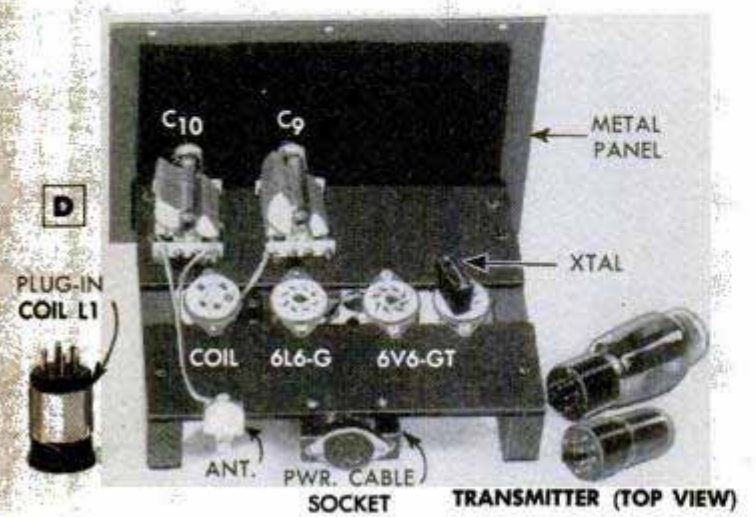 C10 C9
METAL
PANEL
D
XTAL
PLUG-IN
COIL L1
COIL 6L6-G 6V6-GT
ANT. PWR. CABLE
SOCKET
TRANSMITTER (TOP VIEW)